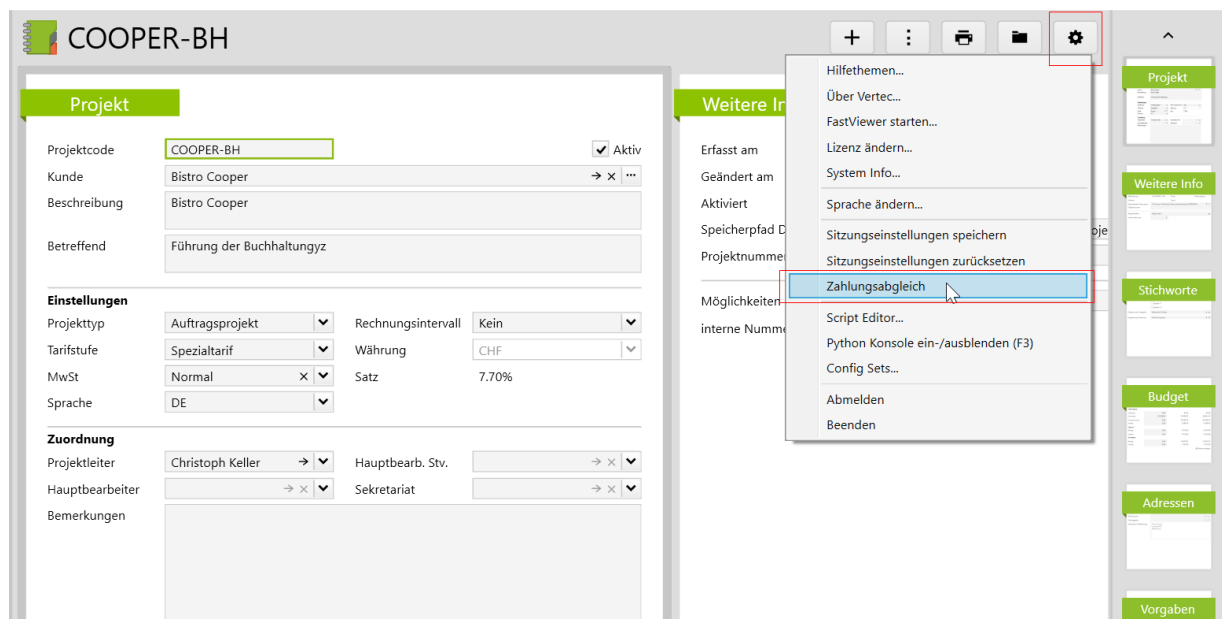 COOPER-BH
Projekt
Projektcode COOPER-BH Aktiv
Kunde Bistro Cooper
Beschreibung Bistro Cooper
Betreffend Führung der Buchhaltungyz
Einstellungen
Projekttyp Auftragsprojekt Rechnungsintervall Kein
Tarifstufe Spezialtarif Währung CHF
MwSt Normal Satz 7.70%
Sprache DE
Zuordnung
Projektleiter Christoph Keller Hauptbearb. Stv.
Hauptbearbeiter Sekretariat
Bemerkungen
Weitere
Erfasst am
Geändert am
Aktiviert
Speicherpfad
Projektnummer
Möglichkeiten
interne
Hilfethemen...
Über Vertec...
FastViewer starten...
Lizenz ändern...
System Info...
Sprache ändern...
Sitzungseinstellungen speichern
Sitzungseinstellungen zurücksetzen
Zahlungsabgleich
Script Editor...
Python Konsole ein-/ausblenden (F3)
Config Sets...
Abmelden
Beenden
Projekt
Weitere Info
Stichworte
Budget
Adressen
Vorgaben